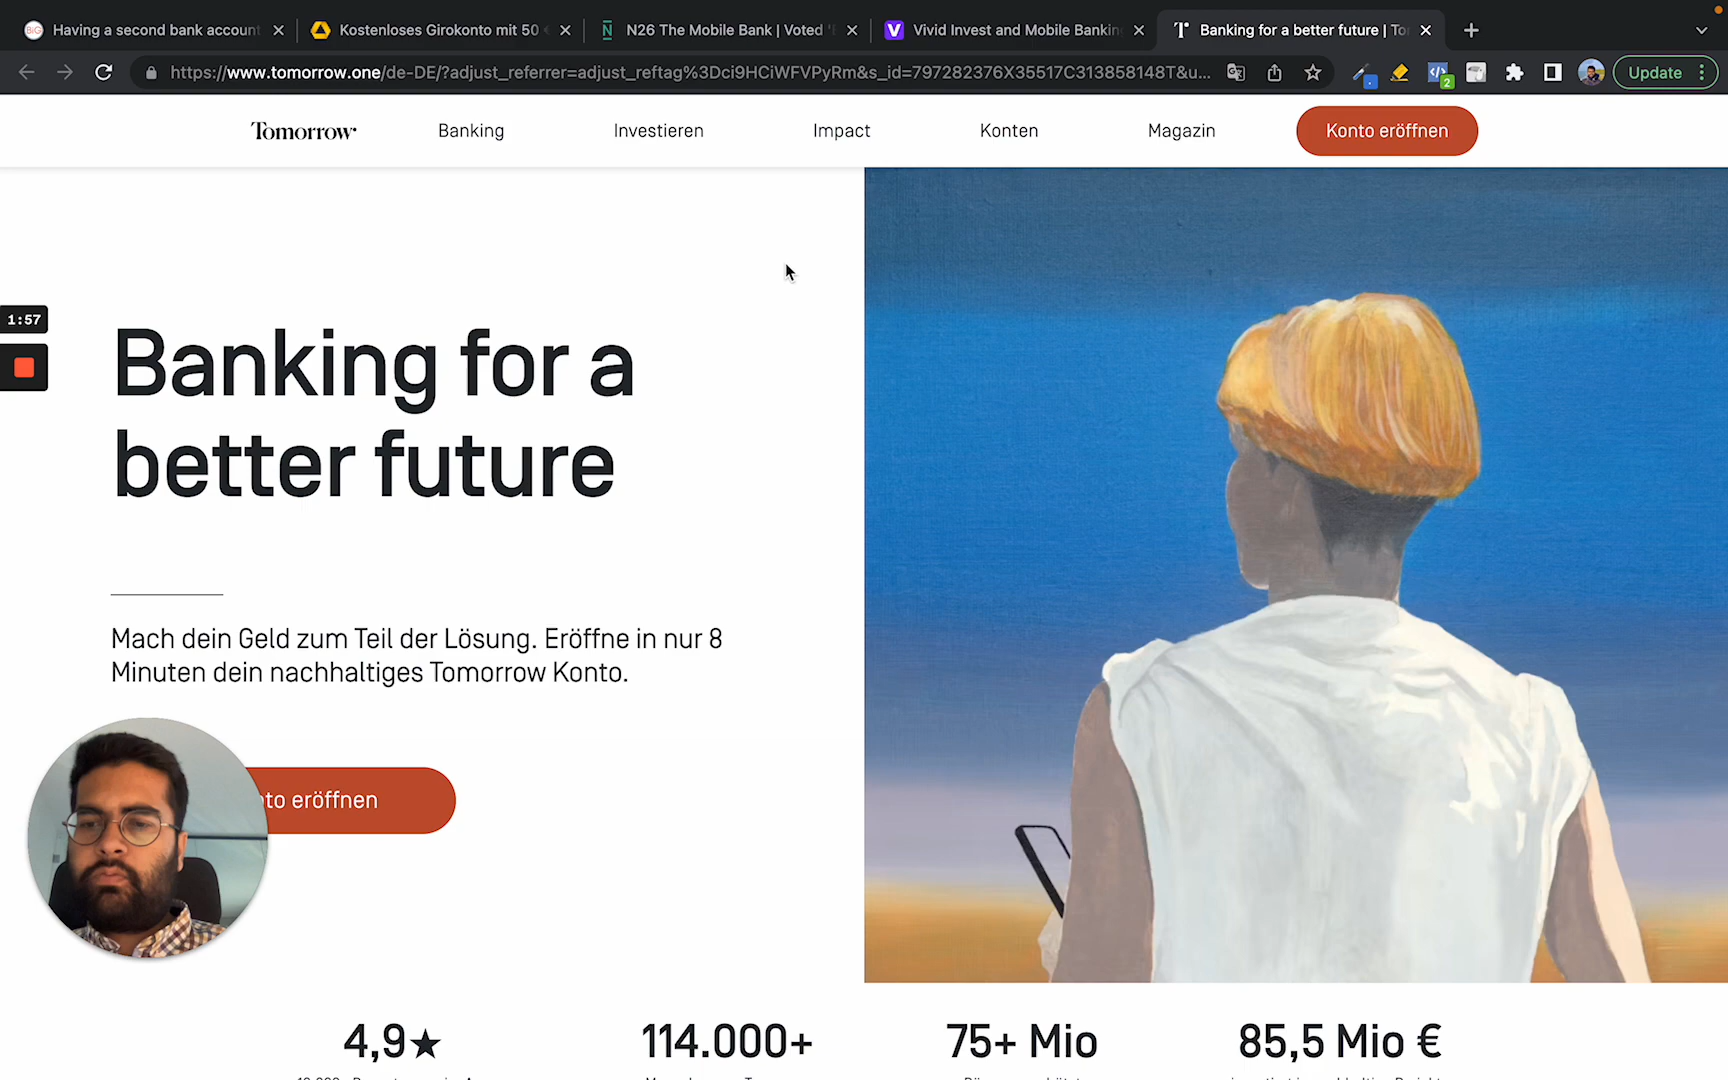 Having a second bank account
Kostenloses Girokonto mit 50
N26 The Mobile Bank | Voted
Vivid Invest and Mobile Banking
Banking for a better future | To
https://www.tomorrow.one/de-DE/?adjust_referrer=adjust_reftag%3Dci9HCiWFVPyRm&s_id=797282376X35517C313858148T&u...
2
Update
Tomorrow
Banking
Investieren
Impact
Konten
Magazin
Konto eröffnen
1:57
Banking for a
better future
Mach dein Geld zum Teil der Lösung. Eröffne in nur 8
Minuten dein nachhaltiges Tomorrow Konto.
to eröffnen
4,9★
114.000+
75+ Mio
85,5 Mio €